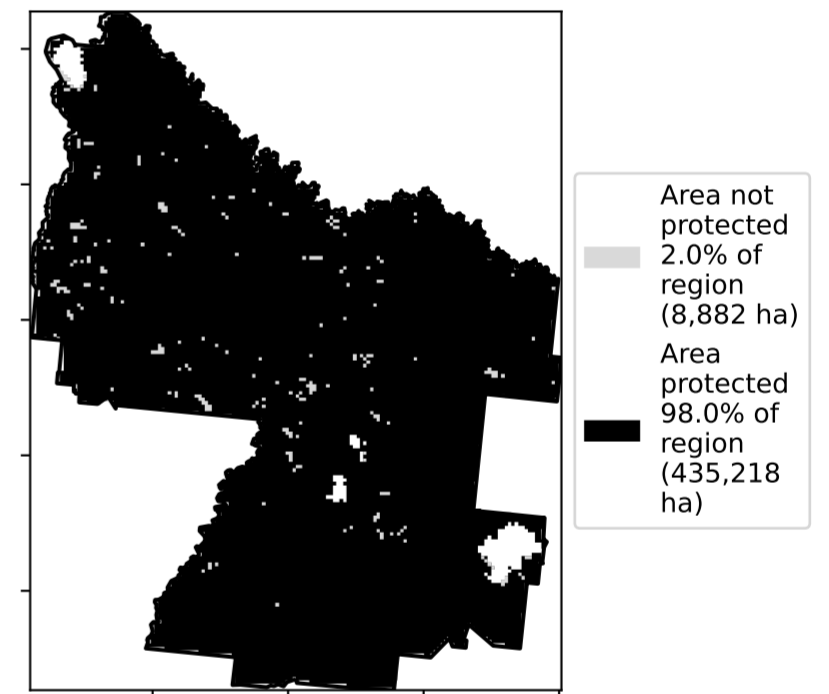 Area not
protected
2.0% of
region
(8,882 ha)
Area
protected
98.0% of
region
(435,218
ha)